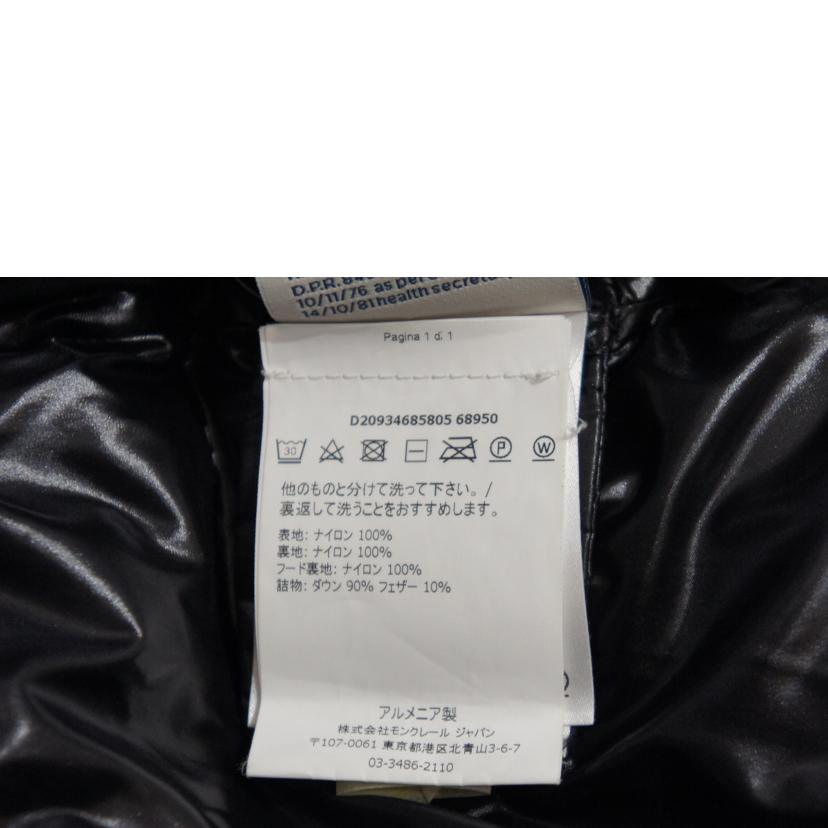 D.P.R.
10/11/76 as per
14/10/81 health secret
Pagina 1 di 1
D20934685805 68950
30
P
W
他のものと分けて洗って下さい。/
裏返して洗うことをおすすめします。
表地: ナイロン 100%
裏地: ナイロン 100%
フード裏地: ナイロン 100%
詰物: ダウン 90% フェザー 10%
アルメニア製
株式会社モンクレール ジャパン
〒107-0061 東京都港区北青山3-6-7
03-3486-2110